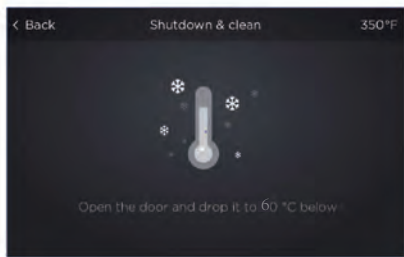 < Back
Shutdown & clean
350°F
Open the door and drop it to 60 °C below